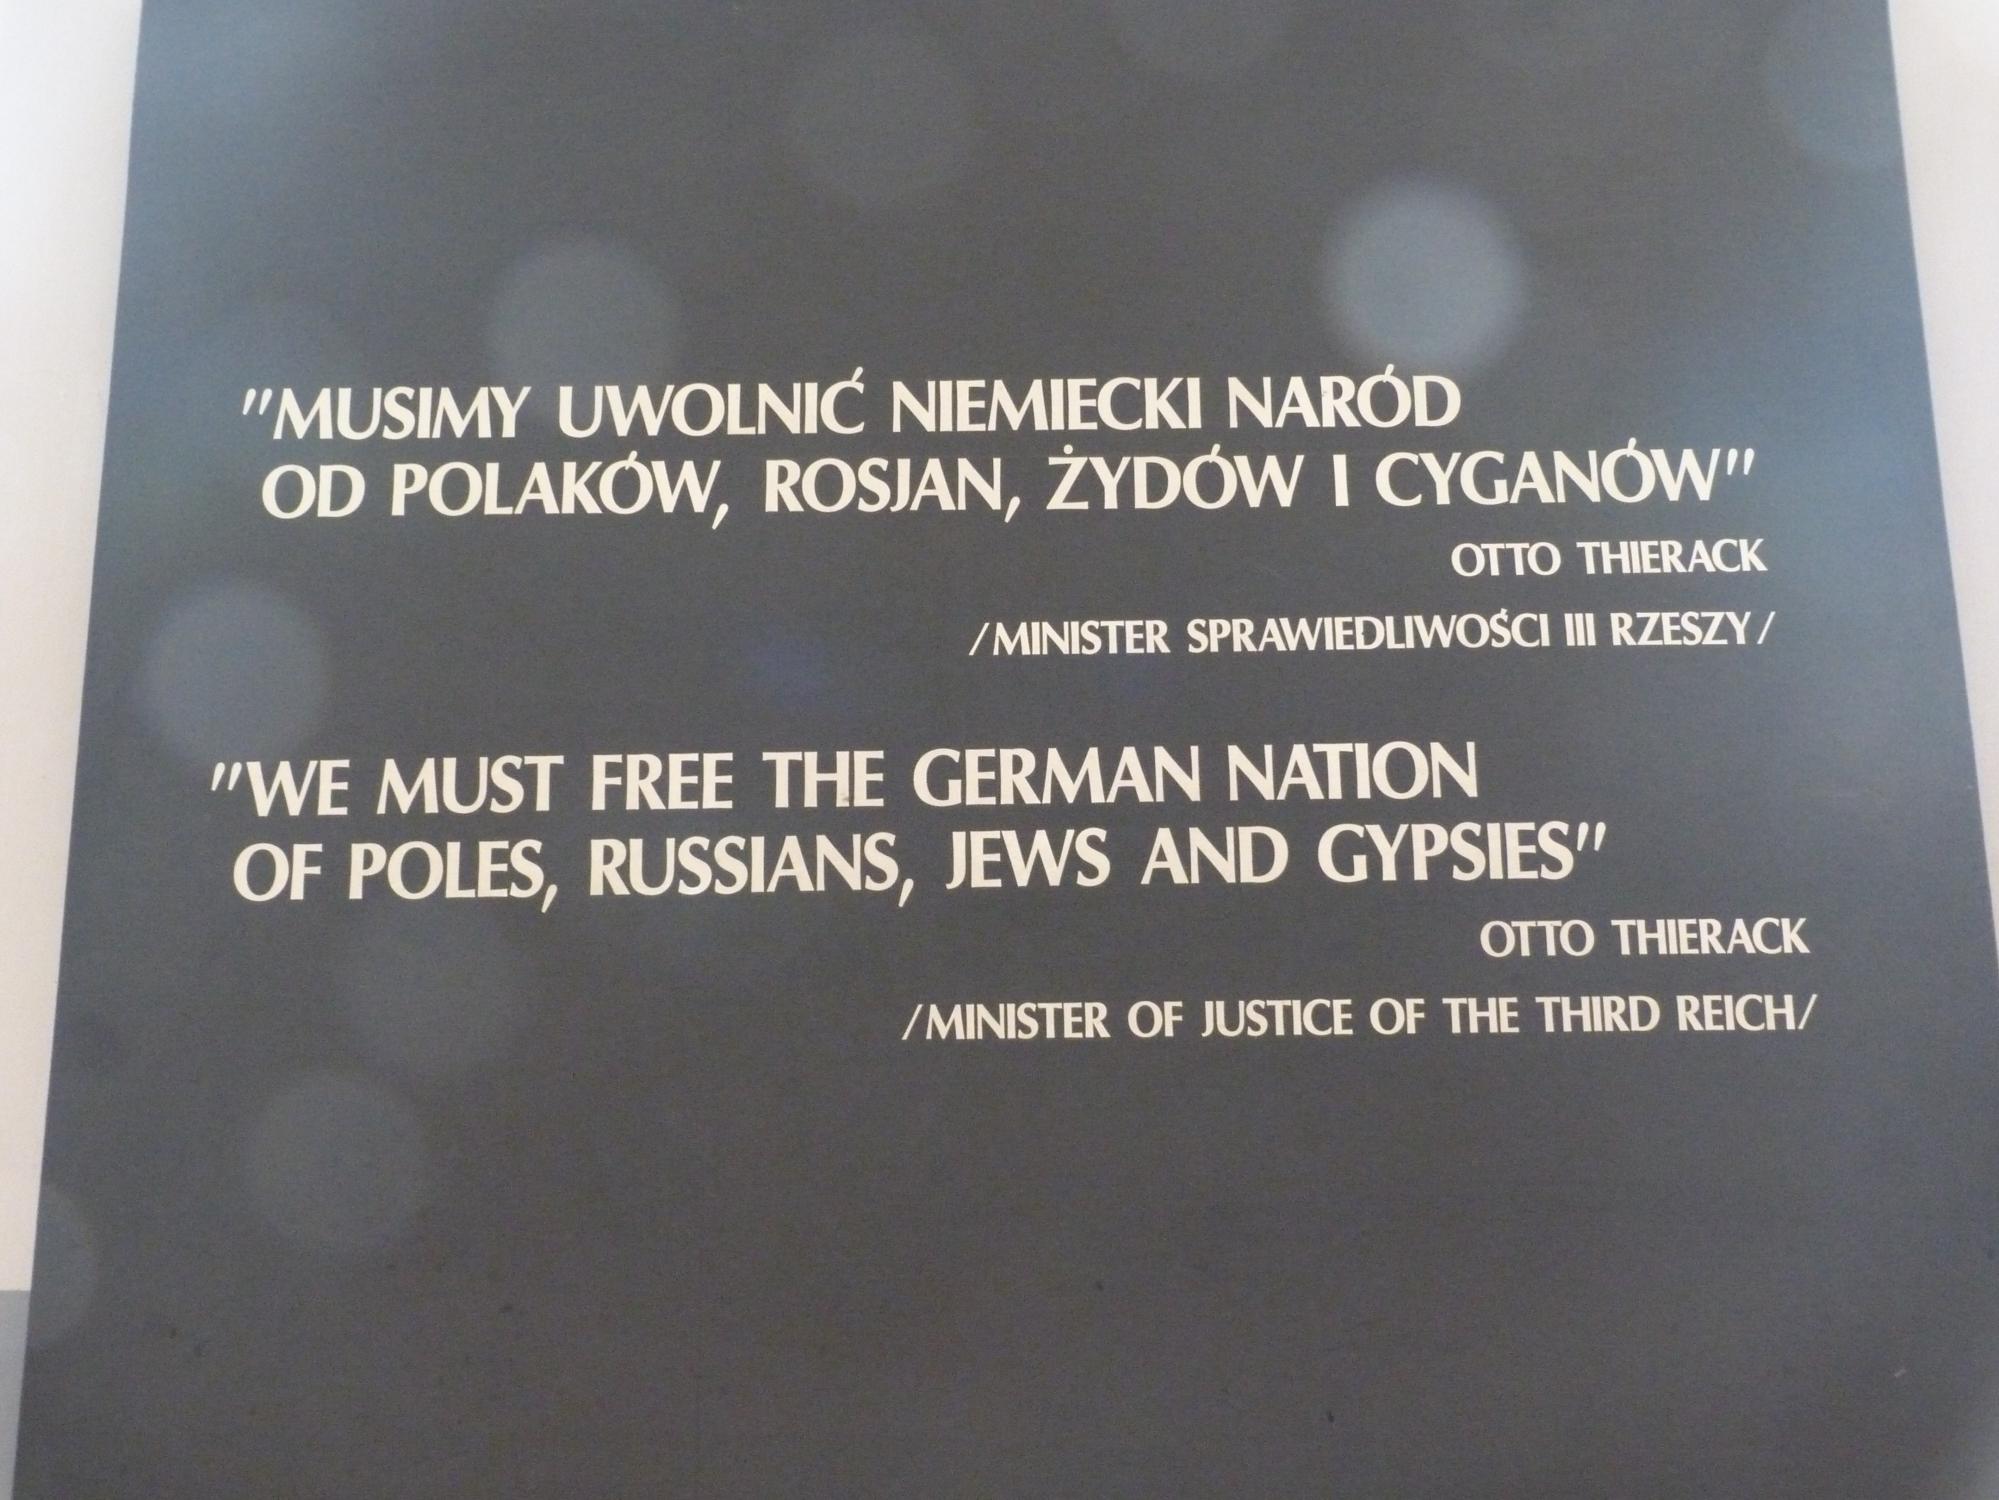 "MUSIMY UWOLNIĆ NIEMIECKI NARÓD
OD POLAKÓW, ROSJAN, ŻYDÓW I CYGANÓW"
OTTO THIERACK
/MINISTER SPRAWIEDLIWOŚCI III RZESZY/
"WE MUST FREE THE GERMAN NATION
OF POLES, RUSSIANS, JEWS AND GYPSIES"
OTTO THIERACK
/MINISTER OF JUSTICE OF THE THIRD REICH/